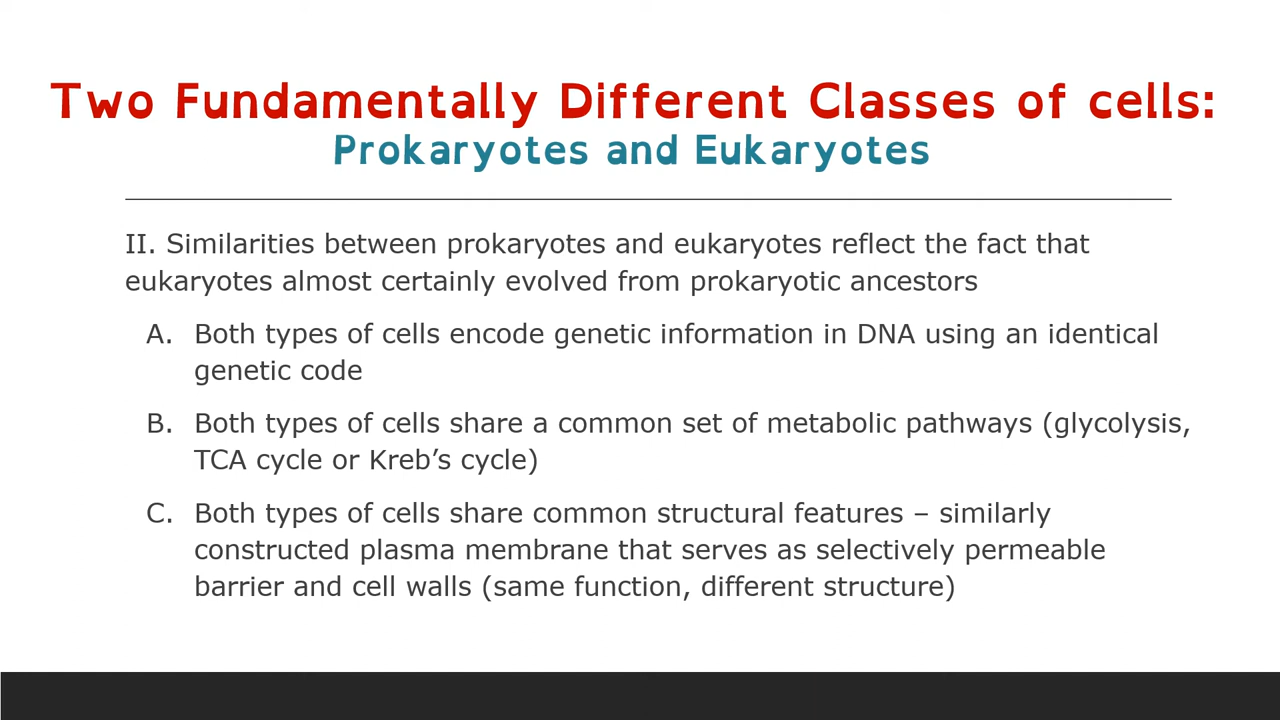 Two Fundamentally Different Classes of cells:
Prokaryotes and Eukaryotes
II. Similarities between prokaryotes and eukaryotes reflect the fact that
eukaryotes almost certainly evolved from prokaryotic ancestors
A. Both types of cells encode genetic information in DNA using an identical
genetic code
B. Both types of cells share a common set of metabolic pathways (glycolysis,
TCA cycle or Kreb’s cycle)
C. Both types of cells share common structural features – similarly
constructed plasma membrane that serves as selectively permeable
barrier and cell walls (same function, different structure)